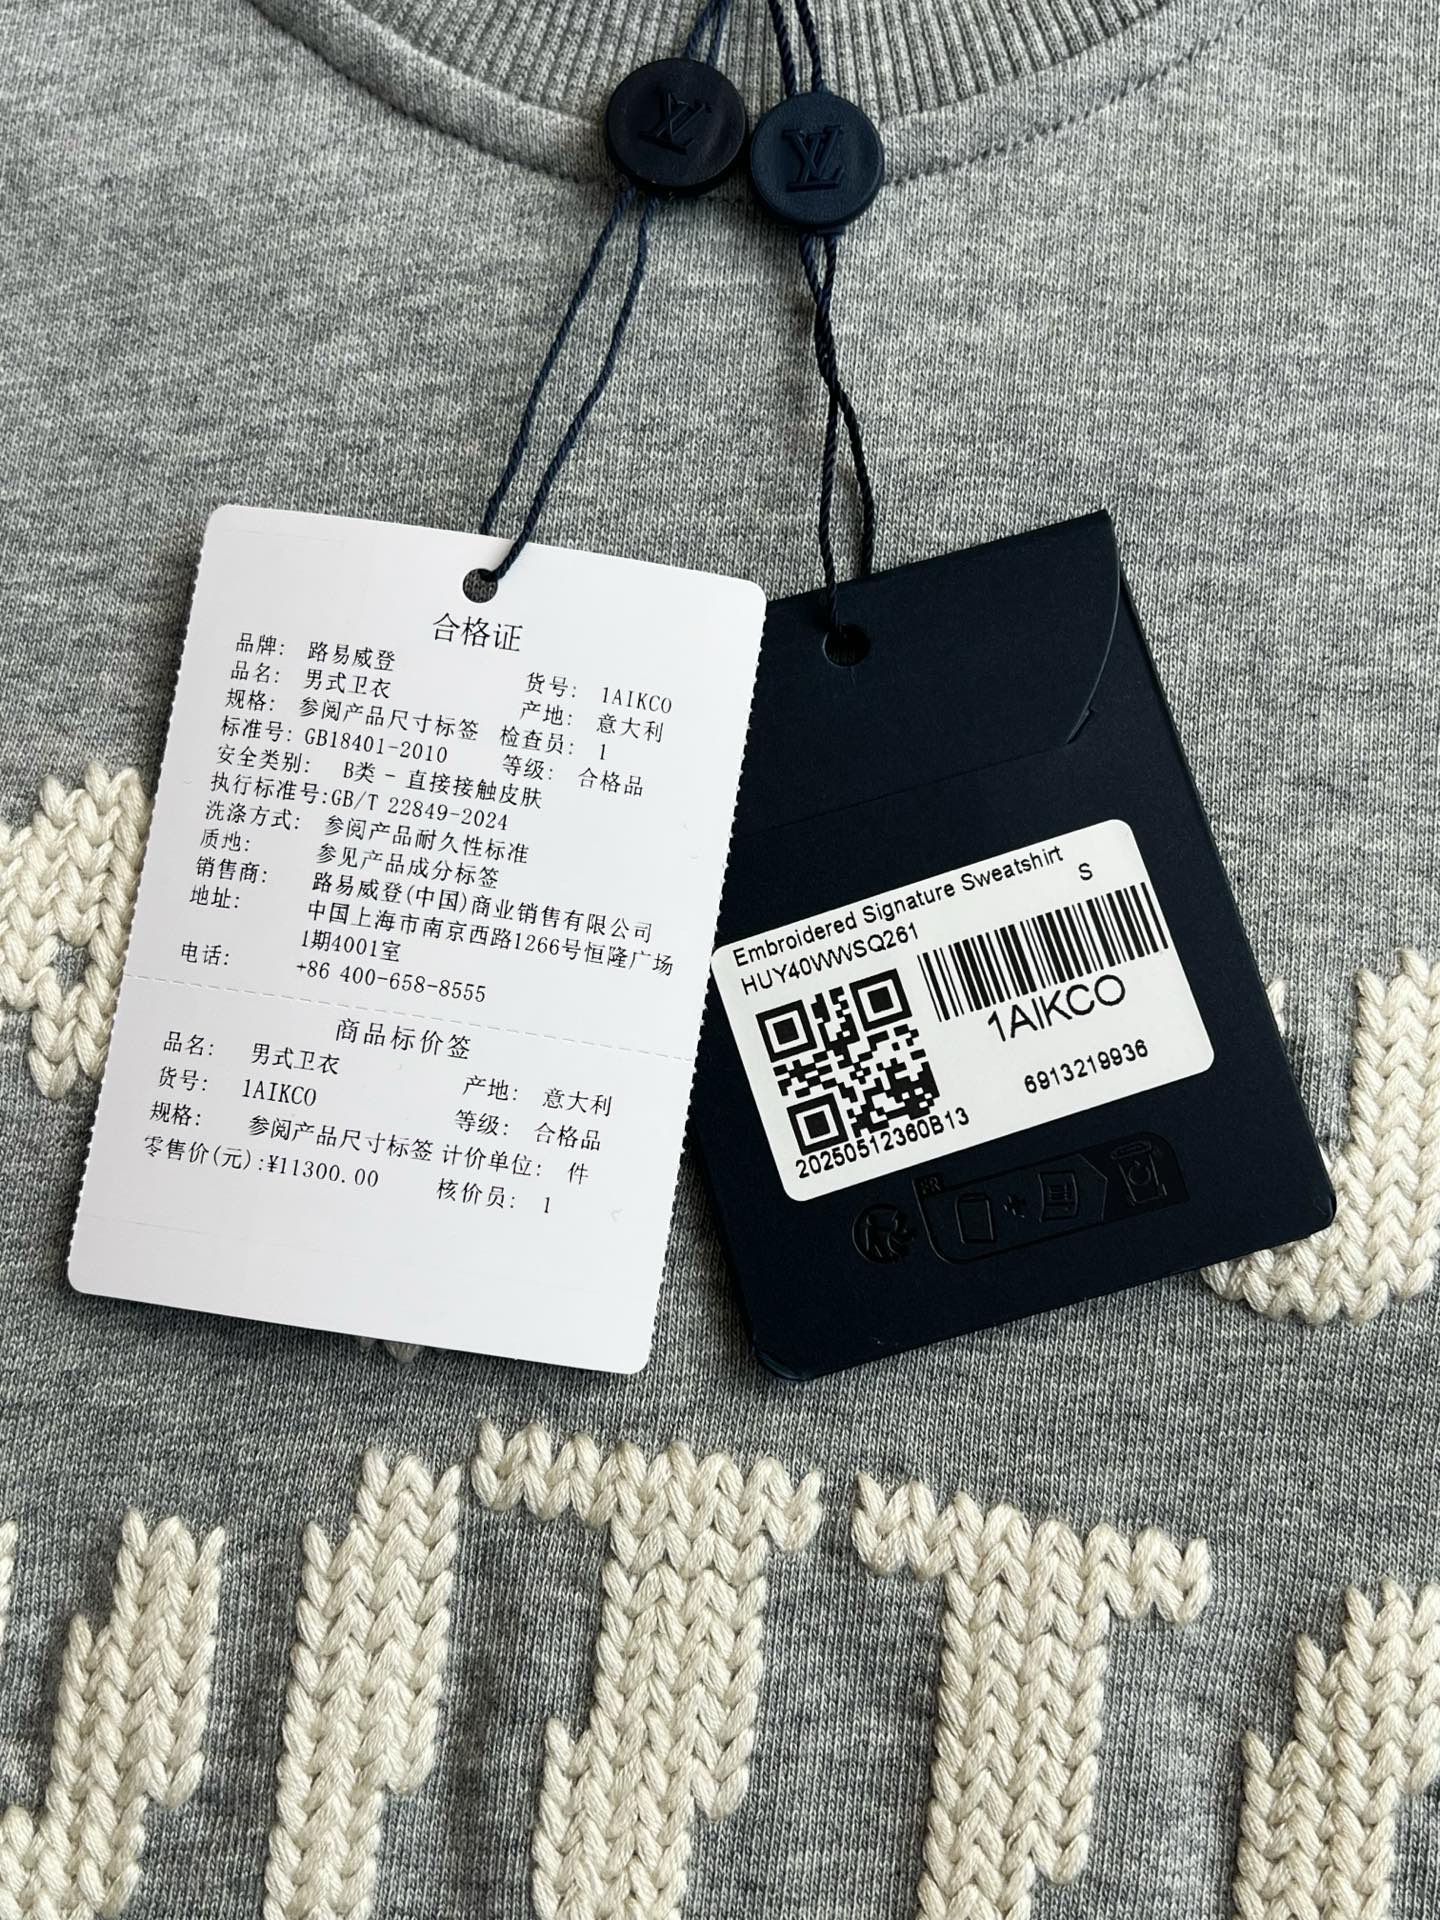 LV
LV
合格证
品牌: 路易威登
品名: 男式卫衣 货号: 1AIKCO
规格: 参阅产品尺寸标签 产地: 意大利
标准号: GB18401-2010 检查员: 1
安全类别: B类 - 直接接触皮肤 等级: 合格品
执行标准号:GB/T 22849-2024
洗涤方式: 参阅产品耐久性标准
质地: 参见产品成分标签
销售商: 路易威登(中国)商业销售有限公司
地址: 中国上海市南京西路1266号恒隆广场
1期4001室
电话: +86 400-658-8555
商品标价签
品名: 男式卫衣
货号: 1AIKCO 产地: 意大利
规格: 参阅产品尺寸标签 等级: 合格品
零售价(元):¥11300.00 计价单位: 件
核价员: 1
Embroidered Signature Sweatshirt
HUY40WWSQ261 S
1AIKCO
6913219936
20250512360B13
FR